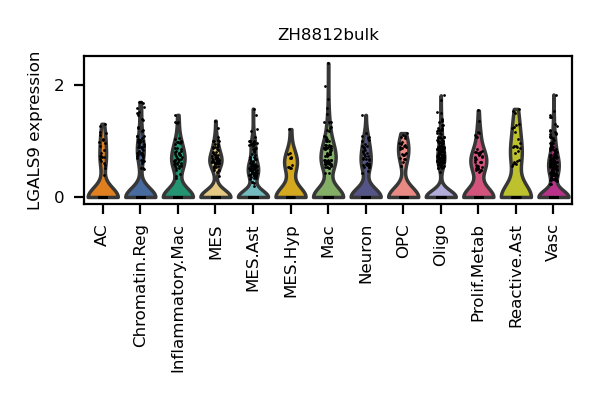 ZH8812bulk
LGALS9 expression
2
0
AC
Chromatin.Reg
Inflammatory.Mac
MES
MES.Ast
MES.Hyp
Mac
Neuron
OPC
Oligo
Prolif.Metab
Reactive.Ast
Vasc